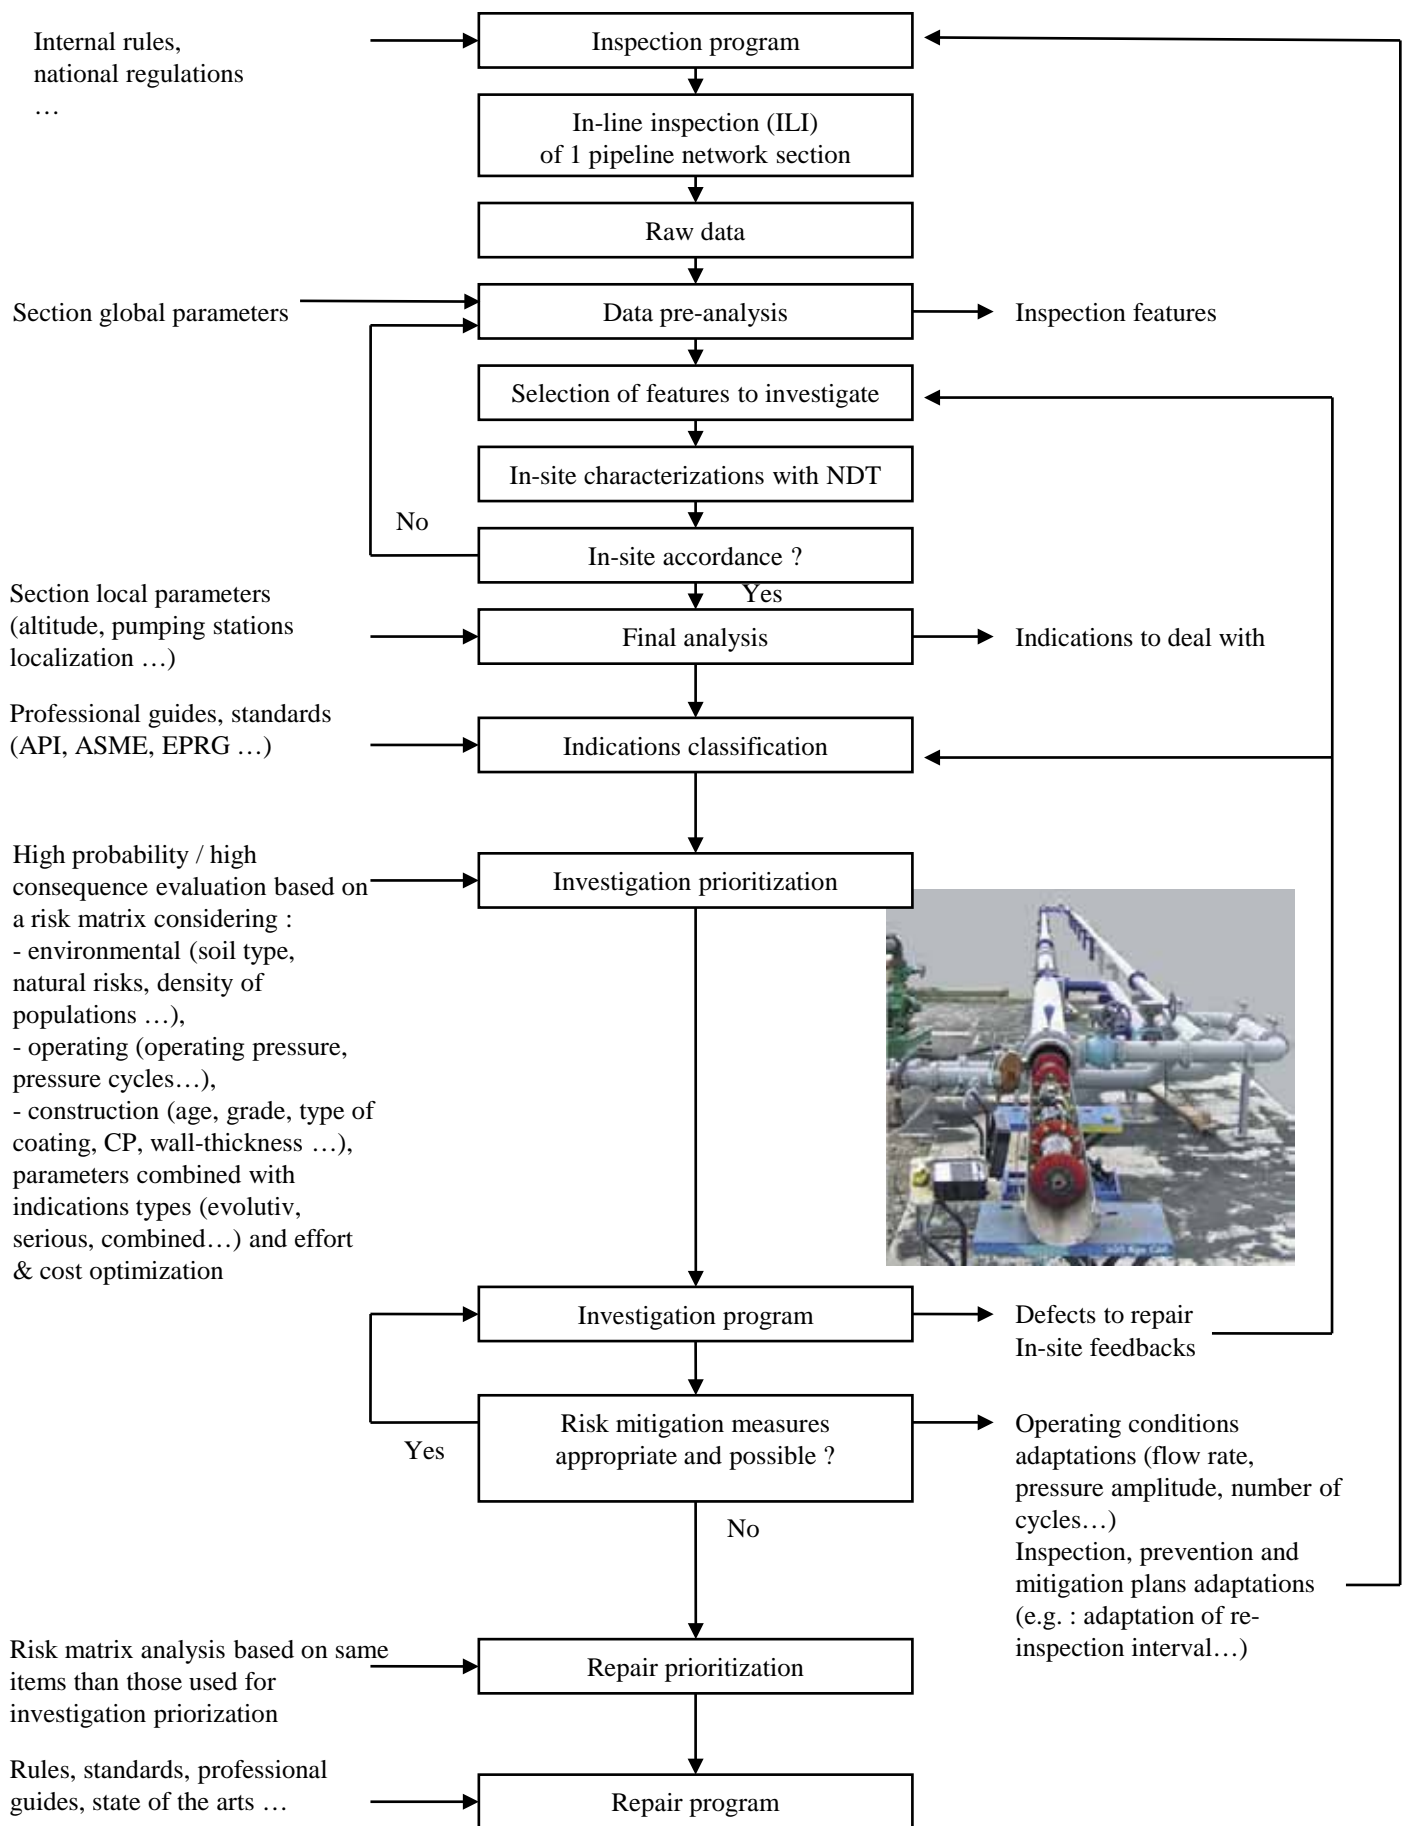 Internal rules,
national regulations
…
Inspection program
In-line inspection (ILI)
of 1 pipeline network section
Raw data
Section global parameters
Data pre-analysis
Inspection features
Selection of features to investigate
In-site characterizations with NDT
No
In-site accordance ?
Yes
Section local parameters
(altitude, pumping stations
localization …)
Final analysis
Indications to deal with
Professional guides, standards
(API, ASME, EPRG …)
Indications classification
High probability / high
consequence evaluation based on
a risk matrix considering :
- environmental (soil type,
natural risks, density of
populations …),
- operating (operating pressure,
pressure cycles…),
- construction (age, grade, type of
coating, CP, wall-thickness …),
parameters combined with
indications types (evolutiv,
serious, combined…) and effort
& cost optimization
Investigation prioritization
Investigation program
Defects to repair
In-site feedbacks
Risk mitigation measures
appropriate and possible ?
Yes
No
Operating conditions
adaptations (flow rate,
pressure amplitude, number of
cycles…)
Inspection, prevention and
mitigation plans adaptations
(e.g. : adaptation of re-
inspection interval…)
Risk matrix analysis based on same
items than those used for
investigation priorization
Repair prioritization
Rules, standards, professional
guides, state of the arts …
Repair program